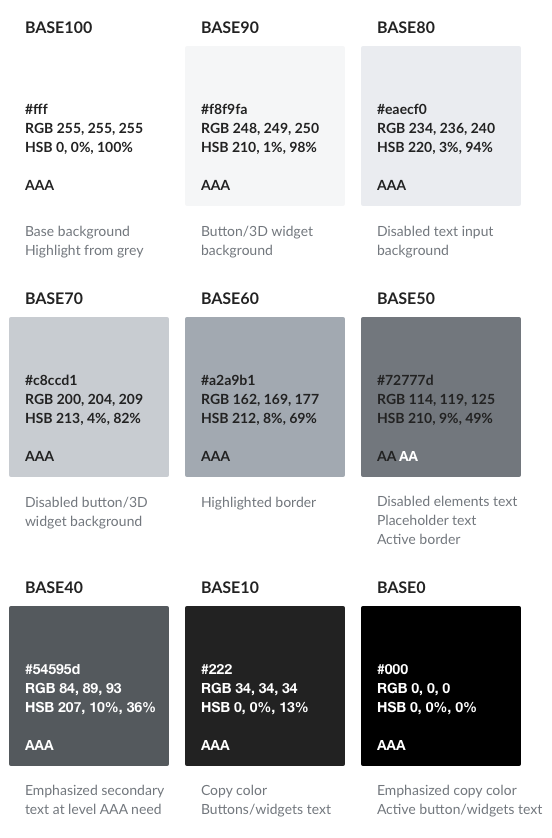 BASE100
#fff
RGB 255, 255, 255
HSB 0, 0%, 100%
AAA
Base background
Highlight from grey
BASE90
#f8f9fa
RGB 248, 249, 250
HSB 210, 1%, 98%
AAA
Button/3D widget
background
BASE80
#eaecf0
RGB 234, 236, 240
HSB 220, 3%, 94%
AAA
Disabled text input
background
BASE70
#c8ccd1
RGB 200, 204, 209
HSB 213, 4%, 82%
AAA
Disabled button/3D
widget background
BASE60
#a2a9b1
RGB 162, 169, 177
HSB 212, 8%, 69%
AAA
Highlighted border
BASE50
#72777d
RGB 114, 119, 125
HSB 210, 9%, 49%
AA AA
Disabled elements text
Placeholder text
Active border
BASE40
#54595d
RGB 84, 89, 93
HSB 207, 10%, 36%
AAA
Emphasized secondary
text at level AAA need
BASE10
#222
RGB 34, 34, 34
HSB 0, 0%, 13%
AAA
Copy color
Buttons/widgets text
BASE0
#000
RGB 0, 0, 0
HSB 0, 0%, 0%
AAA
Emphasized copy color
Active button/widgets text